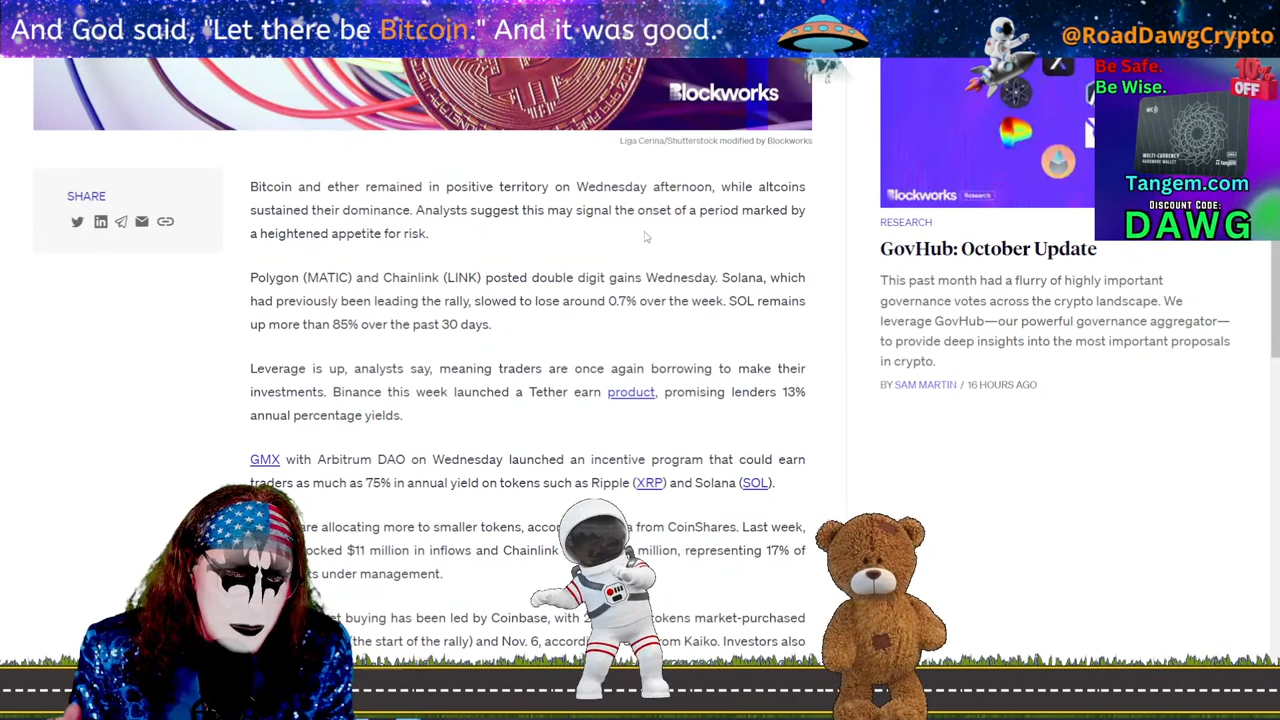 And God said, "Let there be Bitcoin." And it was good.
@RoadDawgCrypto
Blockworks
Liga Cerina/Shutterstock modified by Blockworks
SHARE
Bitcoin and ether remained in positive territory on Wednesday afternoon, while altcoins
sustained their dominance. Analysts suggest this may signal the onset of a period marked by
a heightened appetite for risk.
Polygon (MATIC) and Chainlink (LINK) posted double digit gains Wednesday. Solana, which
had previously been leading the rally, slowed to lose around 0.7% over the week. SOL remains
up more than 85% over the past 30 days.
Leverage is up, analysts say, meaning traders are once again borrowing to make their
investments. Binance this week launched a Tether earn product, promising lenders 13%
annual percentage yields.
GMX with Arbitrum DAO on Wednesday launched an incentive program that could earn
traders as much as 75% in annual yield on tokens such as Ripple (XRP) and Solana (SOL).
are allocating more to smaller tokens, from CoinShares. Last week,
$11 million in inflows and Chainlink million, representing 17% of
under management.
buying has been led by Coinbase, with tokens market-purchased
(the start of the rally) and Nov. 6, from Kaiko. Investors also
Blockworks Research
RESEARCH
GovHub: October Update
This past month had a flurry of highly important
governance votes across the crypto landscape. We
leverage GovHub—our powerful governance aggregator—
to provide deep insights into the most important proposals
in crypto.
BY SAM MARTIN / 16 HOURS AGO
Be Safe.
Be Wise.
10%
OFF
MULTI-CURRENCY
HARDWARE WALLET
Tangem.com
DISCOUNT CODE:
DAWG